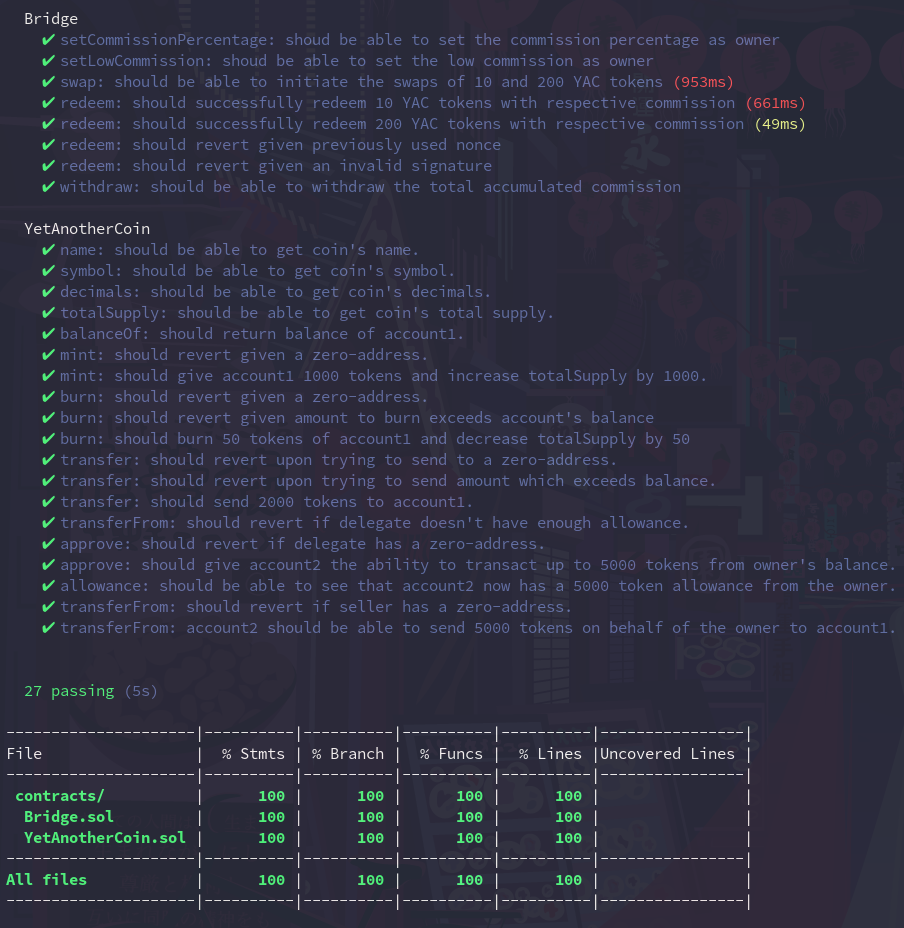 Bridge
✔ setCommissionPercentage: shoud be able to set the commission percentage as owner
✔ setLowCommission: shoud be able to set the low commission as owner
✔ swap: should be able to initiate the swaps of 10 and 200 YAC tokens (953ms)
✔ redeem: should successfully redeem 10 YAC tokens with respective commission (661ms)
✔ redeem: should successfully redeem 200 YAC tokens with respective commission (49ms)
✔ redeem: should revert given previously used nonce
✔ redeem: should revert given an invalid signature
✔ withdraw: should be able to withdraw the total accumulated commission
YetAnotherCoin
✔ name: should be able to get coin's name.
✔ symbol: should be able to get coin's symbol.
✔ decimals: should be able to get coin's decimals.
✔ totalSupply: should be able to get coin's total supply.
✔ balanceOf: should return balance of account1.
✔ mint: should revert given a zero-address.
✔ mint: should give account1 1000 tokens and increase totalSupply by 1000.
✔ burn: should revert given a zero-address.
✔ burn: should revert given amount to burn exceeds account's balance
✔ burn: should burn 50 tokens of account1 and decrease totalSupply by 50
✔ transfer: should revert upon trying to send to a zero-address.
✔ transfer: should revert upon trying to send amount which exceeds balance.
✔ transfer: should send 2000 tokens to account1.
✔ transferFrom: should revert if delegate doesn't have enough allowance.
✔ approve: should revert if delegate has a zero-address.
✔ approve: should give account2 the ability to transact up to 5000 tokens from owner's balance.
✔ allowance: should be able to see that account2 now has a 5000 token allowance from the owner.
✔ transferFrom: should revert if seller has a zero-address.
✔ transferFrom: account2 should be able to send 5000 tokens on behalf of the owner to account1.
27 passing (5s)
---------------------|----------|----------|----------|----------|----------------|
File                 |  % Stmts | % Branch |  % Funcs |  % Lines |Uncovered Lines |
---------------------|----------|----------|----------|----------|----------------|
 contracts/          |      100 |      100 |      100 |      100 |                |
  Bridge.sol         |      100 |      100 |      100 |      100 |                |
  YetAnotherCoin.sol |      100 |      100 |      100 |      100 |                |
---------------------|----------|----------|----------|----------|----------------|
All files            |      100 |      100 |      100 |      100 |                |
---------------------|----------|----------|----------|----------|----------------|